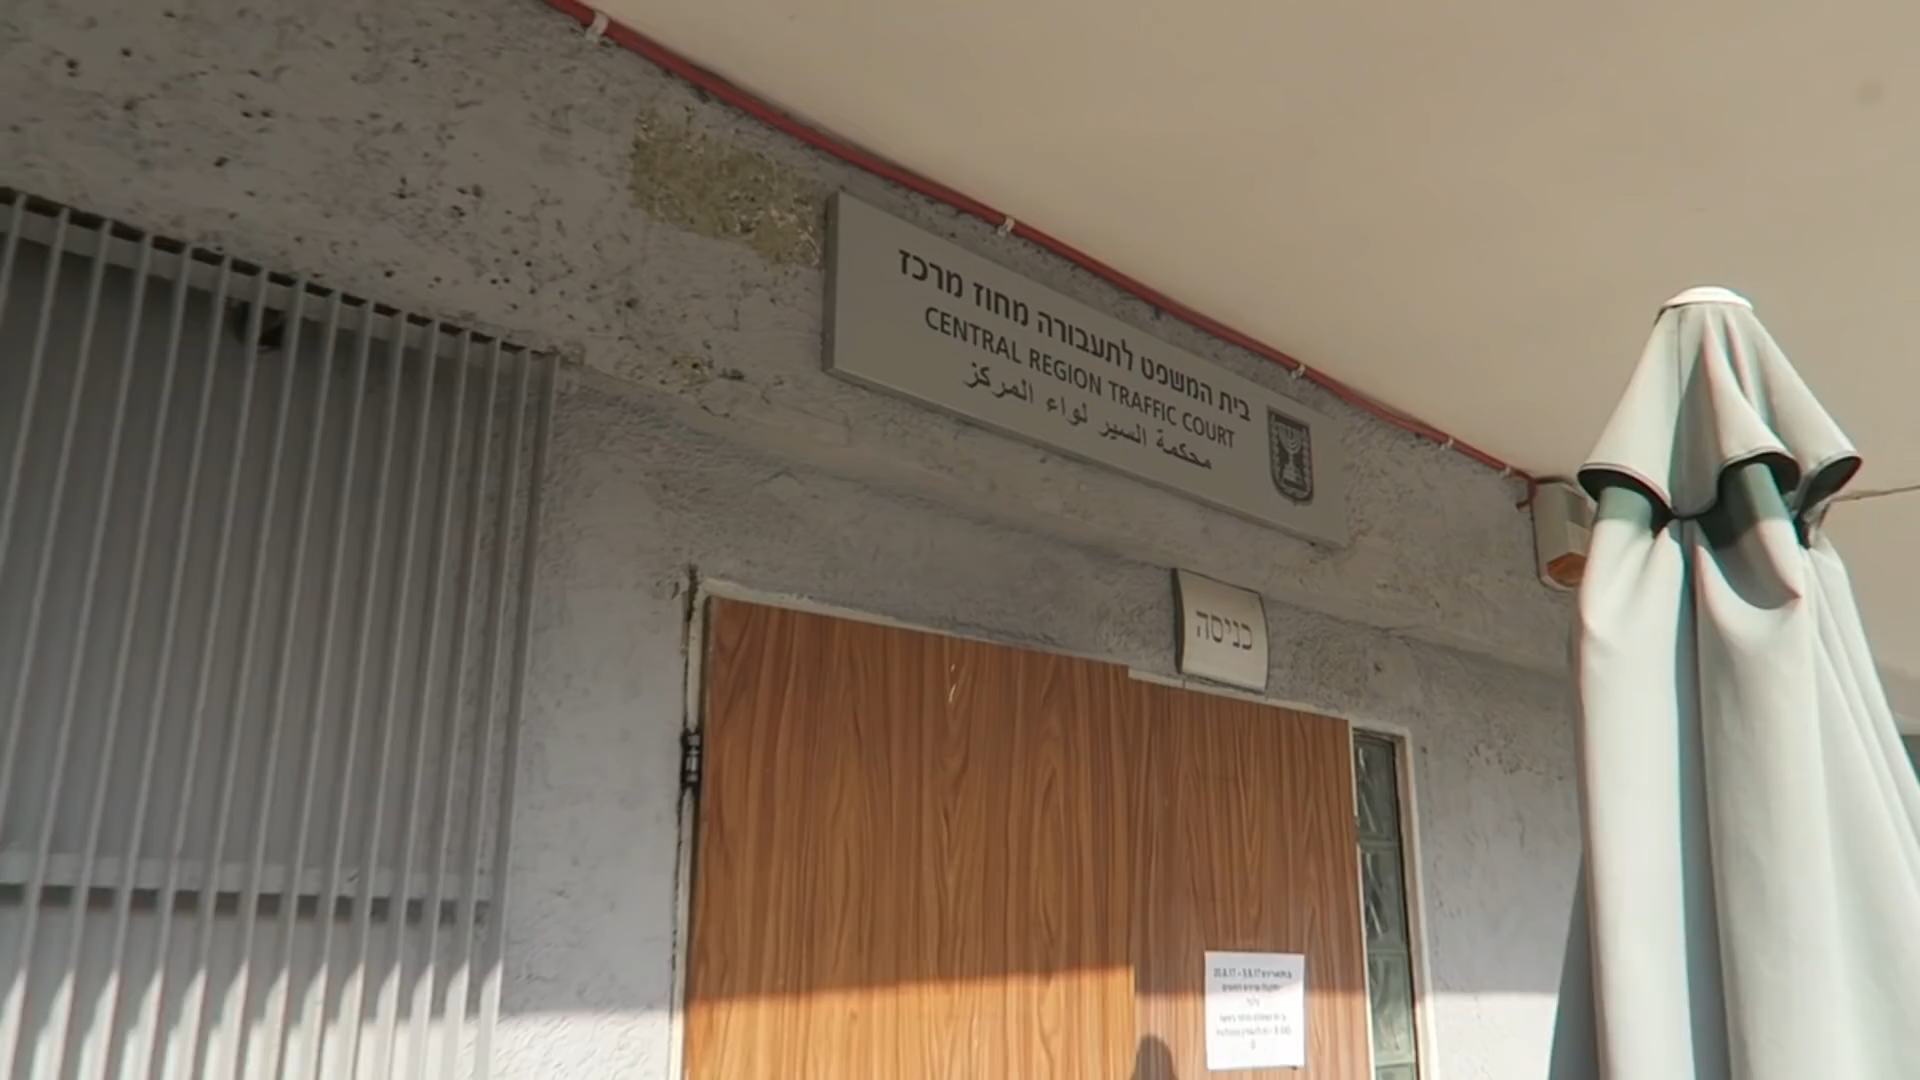 בית המשפט לתעבורה מחוז מרכז
CENTRAL REGION TRAFFIC COURT
محكمة السير لواء المركز
כניסה